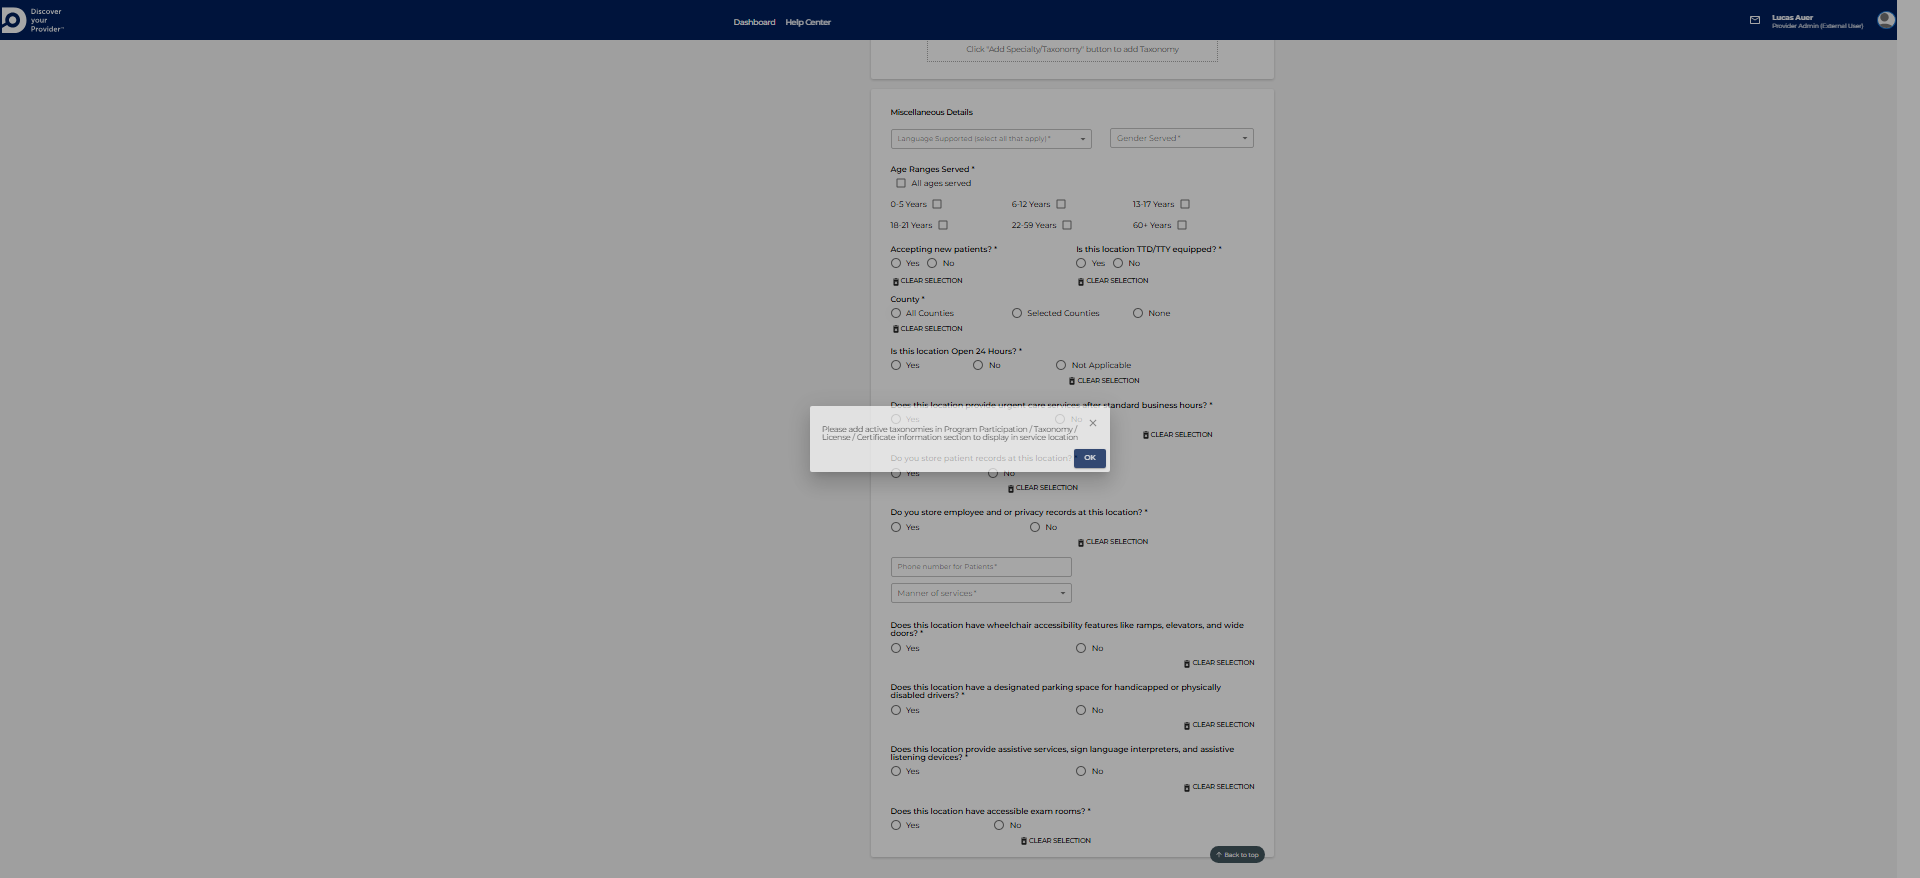 Discover
your
Provider™
Dashboard Help Center
Lucas Auer
Provider Admin (External User)
Click "Add Specialty/Taxonomy" button to add Taxonomy
Miscellaneous Details
Language Supported (select all that apply) *
Gender Served *
Age Ranges Served *
All ages served
0-5 Years 6-12 Years 13-17 Years
18-21 Years 22-59 Years 60+ Years
Accepting new patients? * Is this location TTD/TTY equipped? *
Yes No Yes No
CLEAR SELECTION CLEAR SELECTION
County *
All Counties Selected Counties None
CLEAR SELECTION
Is this location Open 24 Hours? *
Yes No Not Applicable
CLEAR SELECTION
Does this location provide urgent care services after standard business hours? *
Yes No
CLEAR SELECTION
Please add active taxonomies in Program Participation / Taxonomy /
License / Certificate information section to display in service location
OK
Do you store patient records at this location? *
Yes No
CLEAR SELECTION
Do you store employee and or privacy records at this location? *
Yes No
CLEAR SELECTION
Phone number for Patients *
Manner of services *
Does this location have wheelchair accessibility features like ramps, elevators, and wide
doors? *
Yes No
CLEAR SELECTION
Does this location have a designated parking space for handicapped or physically
disabled drivers? *
Yes No
CLEAR SELECTION
Does this location provide assistive services, sign language interpreters, and assistive
listening devices? *
Yes No
CLEAR SELECTION
Does this location have accessible exam rooms? *
Yes No
CLEAR SELECTION
Back to top